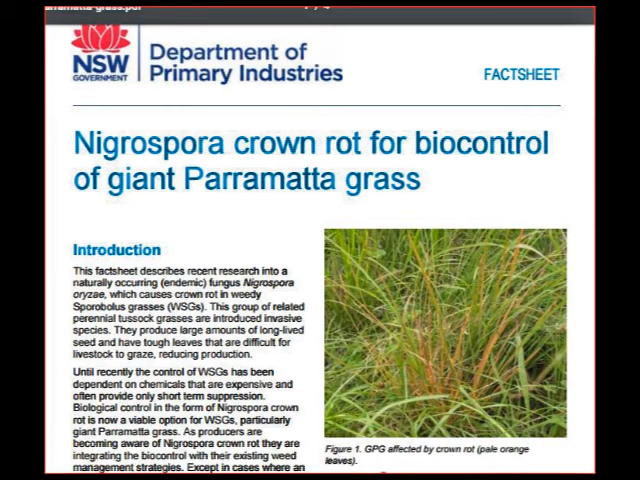 arramatta-grass.pdf
NSW
GOVERNMENT
Department of
Primary Industries
FACTSHEET
Nigrospora crown rot for biocontrol
of giant Parramatta grass
Introduction
This factsheet describes recent research into a
naturally occurring (endemic) fungus Nigrospora
oryzae, which causes crown rot in weedy
Sporobolus grasses (WSGs). This group of related
perennial tussock grasses are introduced invasive
species. They produce large amounts of long-lived
seed and have tough leaves that are difficult for
livestock to graze, reducing production.
Until recently the control of WSGs has been
dependent on chemicals that are expensive and
often provide only short term suppression.
Biological control in the form of Nigrospora crown
rot is now a viable option for WSGs, particularly
giant Parramatta grass. As producers are
becoming aware of Nigrospora crown rot they are
integrating the biocontrol with their existing weed
management strategies. Except in cases where an
Figure 1. GPG affected by crown rot (pale orange
leaves).